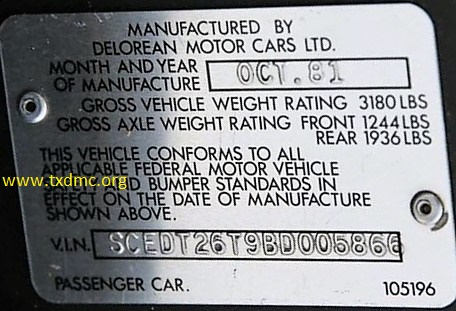 MANUFACTURED BY
DELOREAN MOTOR CARS LTD.
MONTH AND YEAR
OF MANUFACTURE OCT.81
GROSS VEHICLE WEIGHT RATING 3180 LBS
GROSS AXLE WEIGHT RATING FRONT 1244 LBS
REAR 1936 LBS
THIS VEHICLE CONFORMS TO ALL
APPLICABLE FEDERAL MOTOR VEHICLE
www.txdmc.org
AND BUMPER STANDARDS IN
EFFECT ON THE DATE OF MANUFACTURE
SHOWN ABOVE.
V.I.N. SCEDT26T9BD005866
PASSENGER CAR. 105196